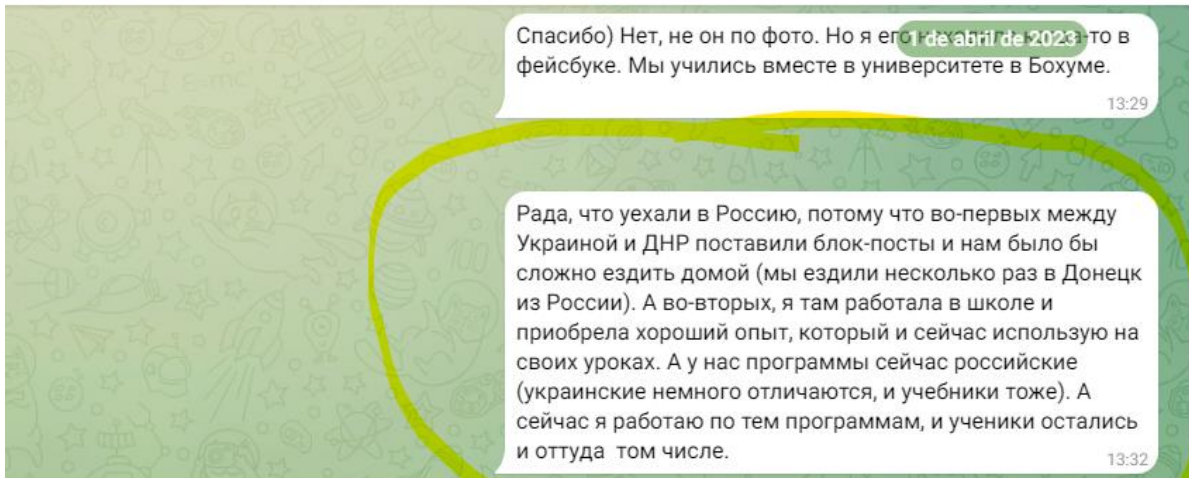 Спасибо) Нет, не он по фото. Но я его
1 de abril de 2023
-то в
фейсбуке. Мы учились вместе в университете в Бохуме.
13:29
Рада, что уехали в Россию, потому что во-первых между
Украиной и ДНР поставили блок-посты и нам было бы
сложно ездить домой (мы ездили несколько раз в Донецк
из России). А во-вторых, я там работала в школе и
приобрела хороший опыт, который и сейчас использую на
своих уроках. А у нас программы сейчас российские
(украинские немного отличаются, и учебники тоже). А
сейчас я работаю по тем программам, и ученики остались
и оттуда  том числе.
13:32